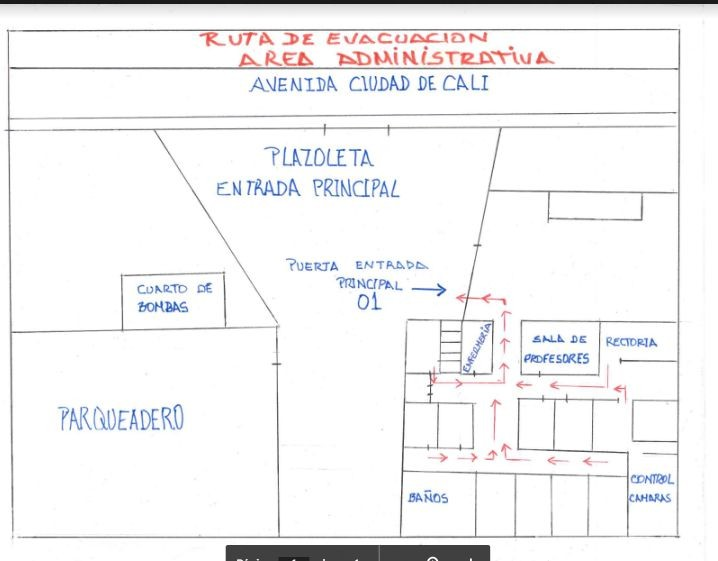 RUTA DE EVACUACION
AREA ADMINISTRATIVA
AVENIDA CIUDAD DE CALI
PLAZOLETA
ENTRADA PRINCIPAL
PUERTA ENTRADA
PRINCIPAL
01
CUARTO DE
BOMBAS
ENFERMERÍA
SALA DE
PROFESORES
RECTORIA
PARQUEADERO
BAÑOS
CONTROL
CAMARAS